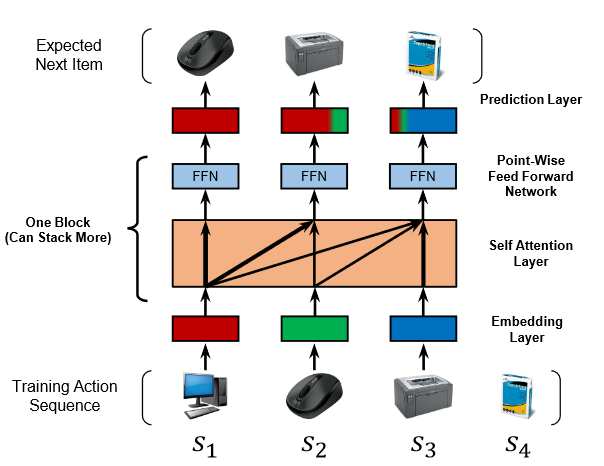 Expected
Next Item
Prediction Layer
FFN FFN FFN
Point-Wise
Feed Forward
Network
One Block
(Can Stack More)
Self Attention
Layer
Embedding
Layer
Training Action
Sequence
S1 S2 S3 S4